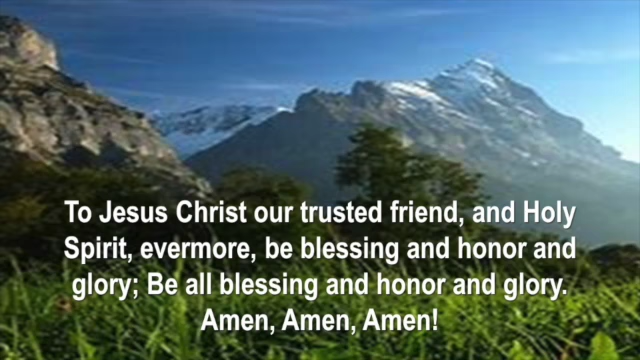 To Jesus Christ our trusted friend, and Holy
Spirit, evermore, be blessing and honor and
glory; Be all blessing and honor and glory.
Amen, Amen, Amen!